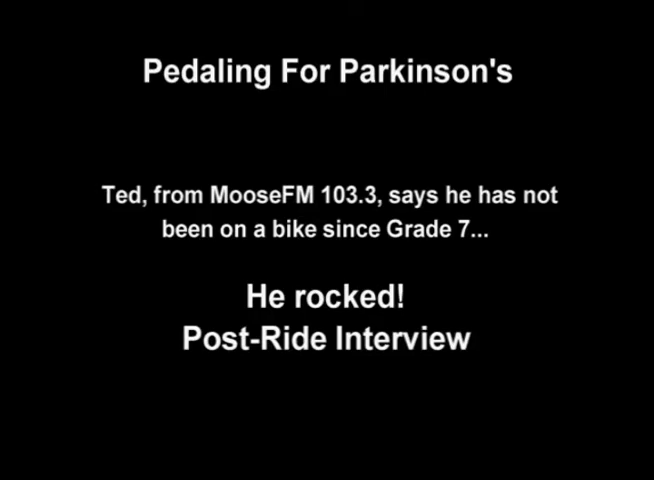 Pedaling For Parkinson's
Ted, from MooseFM 103.3, says he has not
been on a bike since Grade 7...
He rocked!
Post-Ride Interview